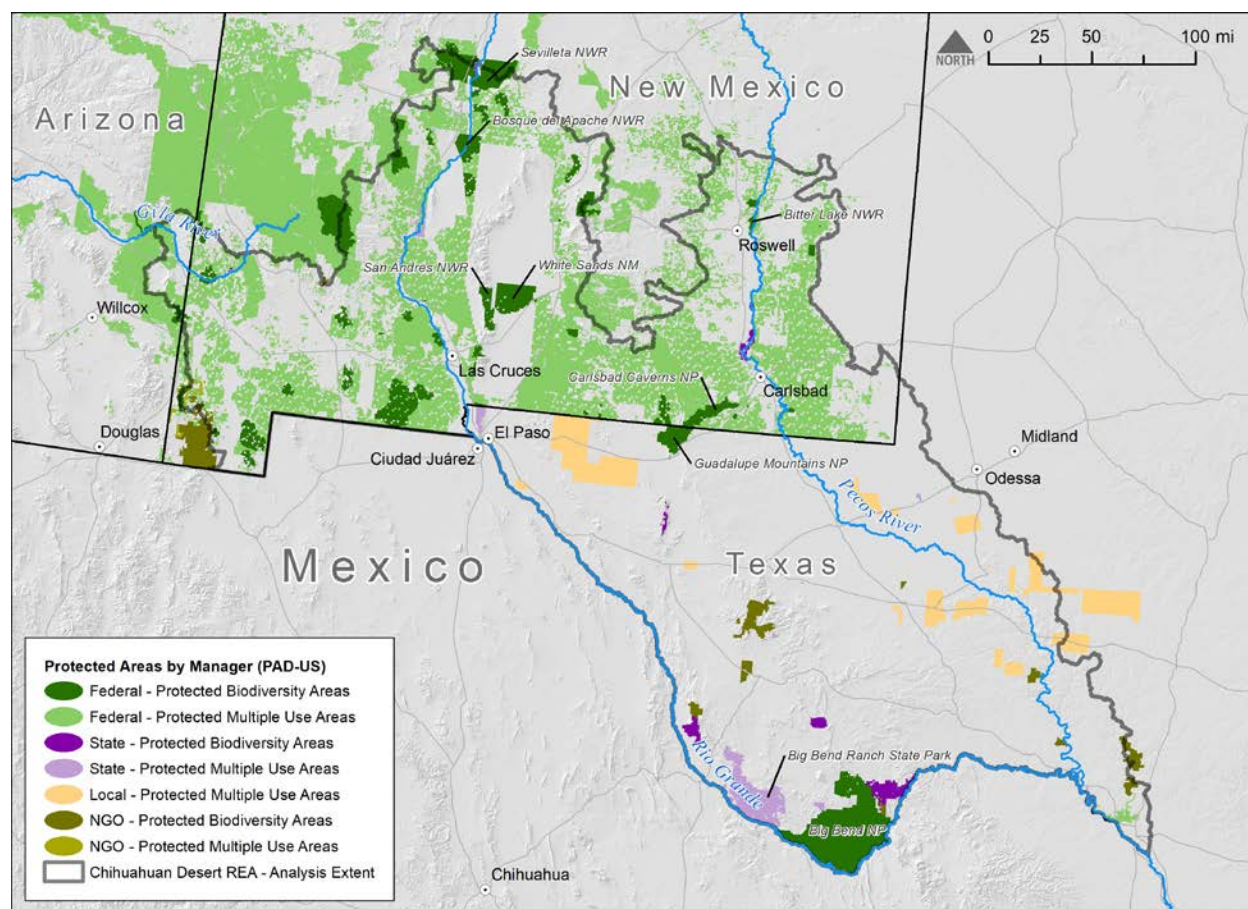 Sevilleta NWR
0 25 50 100 mi
NORTH
New Mexico
Arizona
Bosque del Apache NWR
Gila River
Bitter Lake NWR
Roswell
San Andres NWR
White Sands NM
Willcox
Las Cruces
Carlsbad Caverns NP
Carlsbad
Douglas
El Paso
Ciudad Juárez
Guadalupe Mountains NP
Midland
Odessa
Pecos River
Mexico
Texas
Protected Areas by Manager (PAD-US)
Federal - Protected Biodiversity Areas
Federal - Protected Multiple Use Areas
State - Protected Biodiversity Areas
State - Protected Multiple Use Areas
Local - Protected Multiple Use Areas
NGO - Protected Biodiversity Areas
NGO - Protected Multiple Use Areas
Chihuahuan Desert REA - Analysis Extent
Rio Grande
Big Bend Ranch State Park
Big Bend NP
Chihuahua